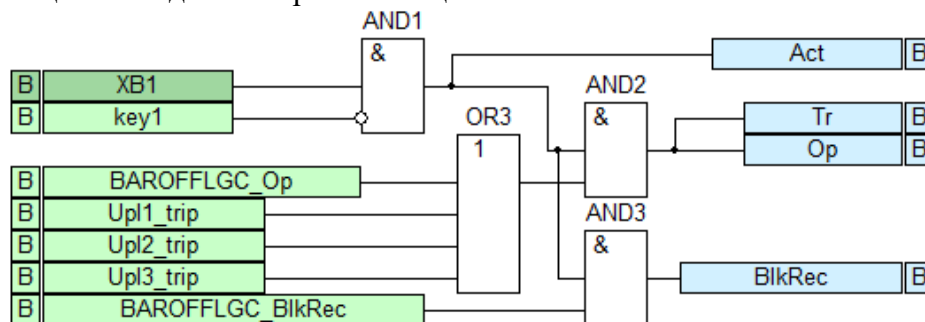 AND1
&
Act
B
B
XB1
B
key1
AND2
&
OR3
1
Tr
B
Op
B
B
BAROFFLGC_Op
B
Upl1_trip
B
Upl2_trip
B
Upl3_trip
AND3
&
BlkRec
B
B
BAROFFLGC_BlkRec